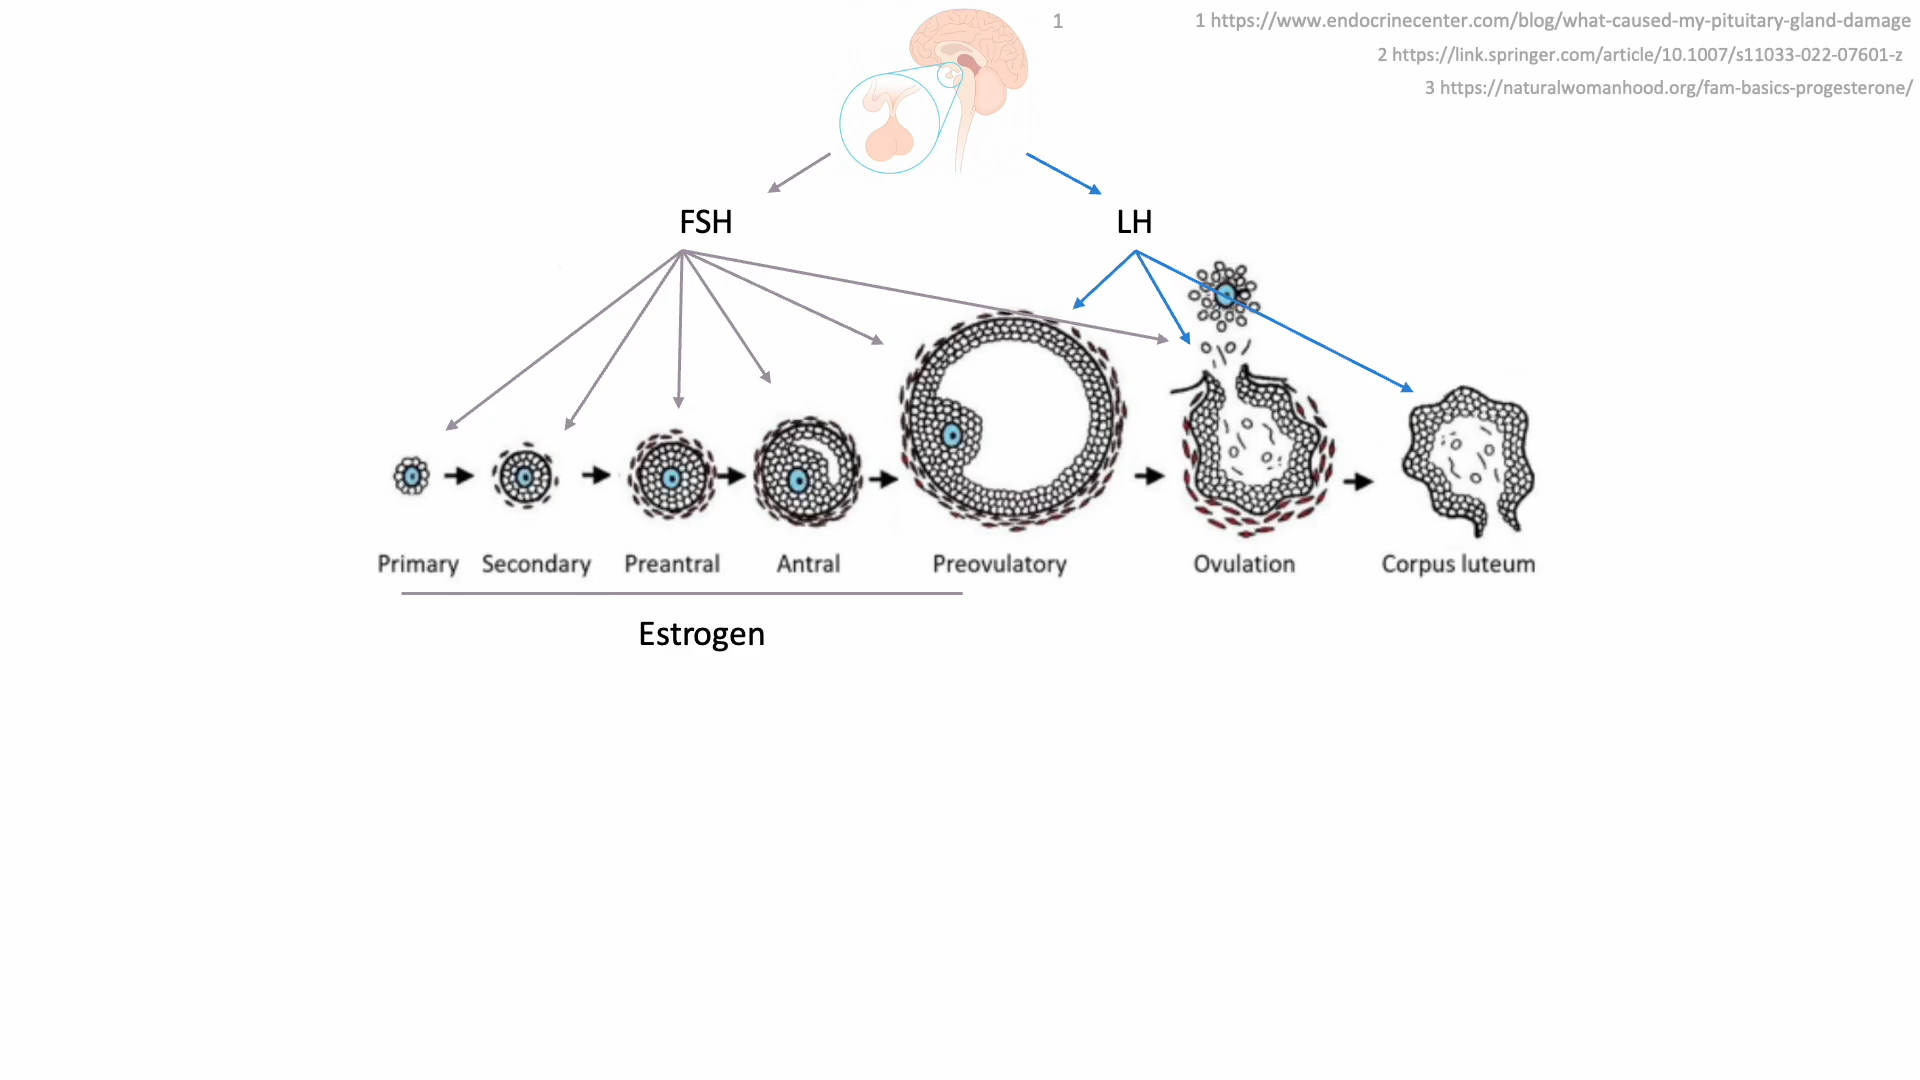 1
1 https://www.endocrinecenter.com/blog/what-caused-my-pituitary-gland-damage
2 https://link.springer.com/article/10.1007/s11033-022-07601-z
3 https://naturalwomanhood.org/fam-basics-progesterone/
FSH
LH
Primary
Secondary
Preantral
Antral
Preovulatory
Ovulation
Corpus luteum
Estrogen